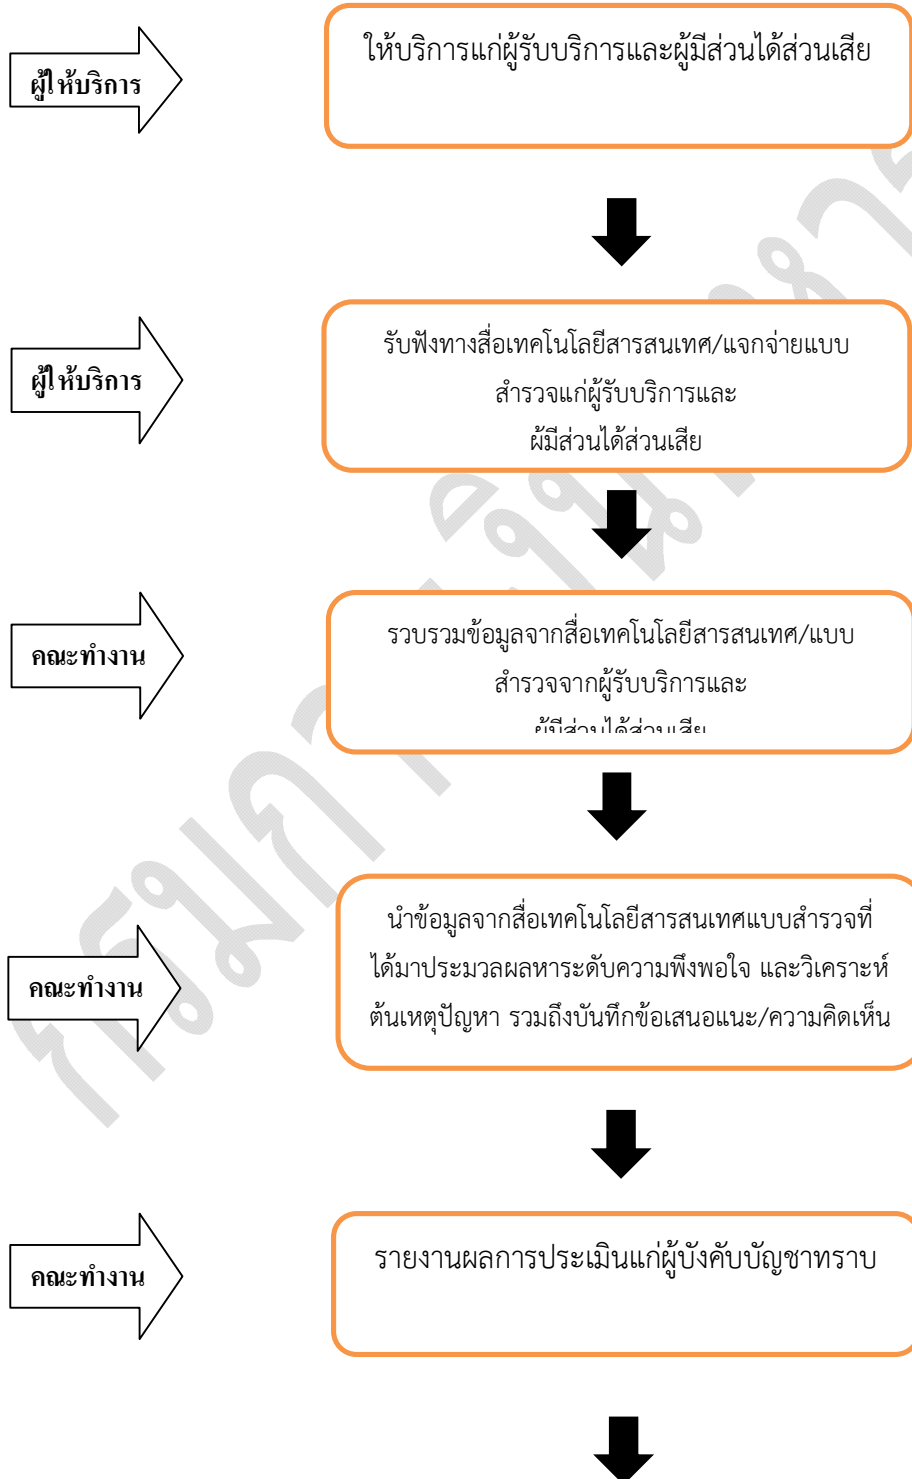 ให้บริการแก่ผู้รับบริการและผู้มีส่วนได้ส่วนเสีย
ผู้ให้บริการ
รับฟังทางสื่อเทคโนโลยีสารสนเทศ/แจกจ่ายแบบ
สำรวจแก่ผู้รับบริการและ
ผู้มีส่วนได้ส่วนเสีย
ผู้ให้บริการ
รวบรวมข้อมูลจากสื่อเทคโนโลยีสารสนเทศ/แบบ
สำรวจจากผู้รับบริการและ
ผู้มีส่วนได้ส่วนเสีย
คณะทำงาน
นำข้อมูลจากสื่อเทคโนโลยีสารสนเทศแบบสำรวจที่
ได้มาประมวลผลหาระดับความพึงพอใจ และวิเคราะห์
ต้นเหตุปัญหา รวมถึงบันทึกข้อเสนอแนะ/ความคิดเห็น
คณะทำงาน
รายงานผลการประเมินแก่ผู้บังคับบัญชาทราบ
คณะทำงาน